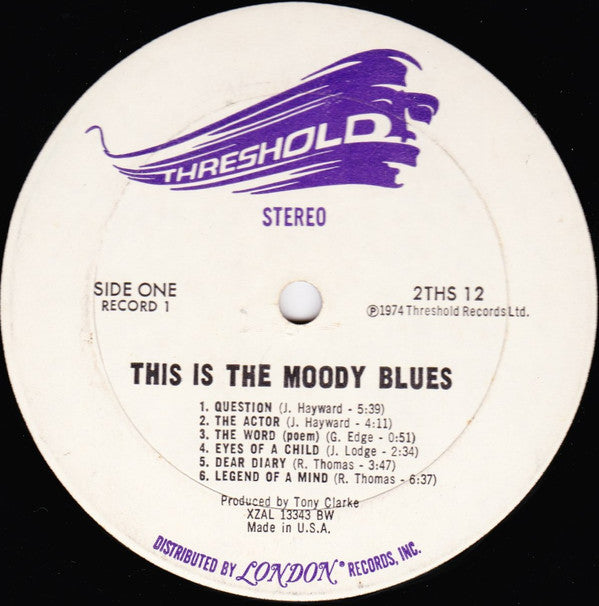 THRESHOLD
STEREO
SIDE ONE
RECORD 1
2THS 12
℗1974 Threshold Records Ltd.
THIS IS THE MOODY BLUES
1. QUESTION (J. Hayward - 5:39)
2. THE ACTOR (J. Hayward - 4:11)
3. THE WORD (poem) (G. Edge - 0:51)
4. EYES OF A CHILD (J. Lodge - 2:34)
5. DEAR DIARY (R. Thomas - 3:47)
6. LEGEND OF A MIND (R. Thomas - 6:37)
Produced by Tony Clarke
XZAL 13343 BW
Made in U.S.A.
DISTRIBUTED BY LONDON® RECORDS, INC.